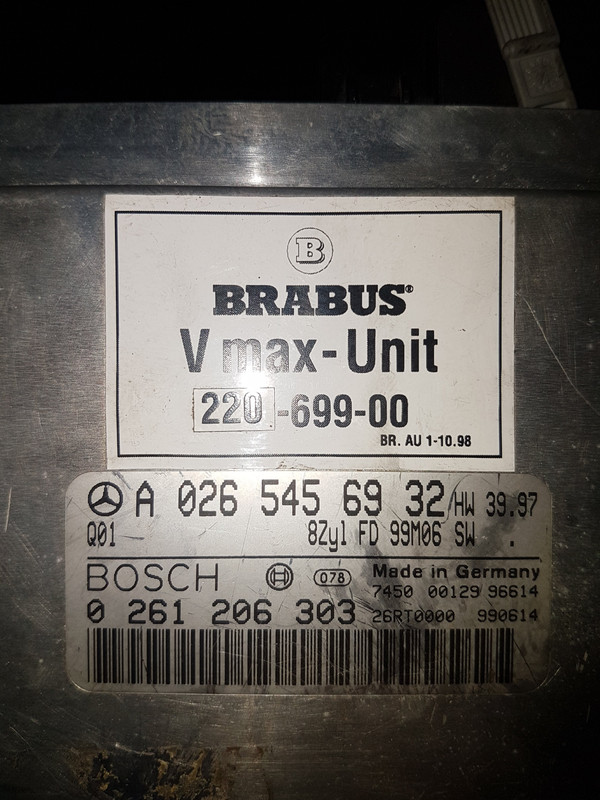 B
BRABUS®
V max-Unit
220-699-00
BR. AU 1-10.98
A 026 545 69 32 HW 39.97
Q01 8Zyl FD 99M06 SW .
BOSCH 078 Made in Germany
7450 00129 96614
0 261 206 303 26RT0000 990614